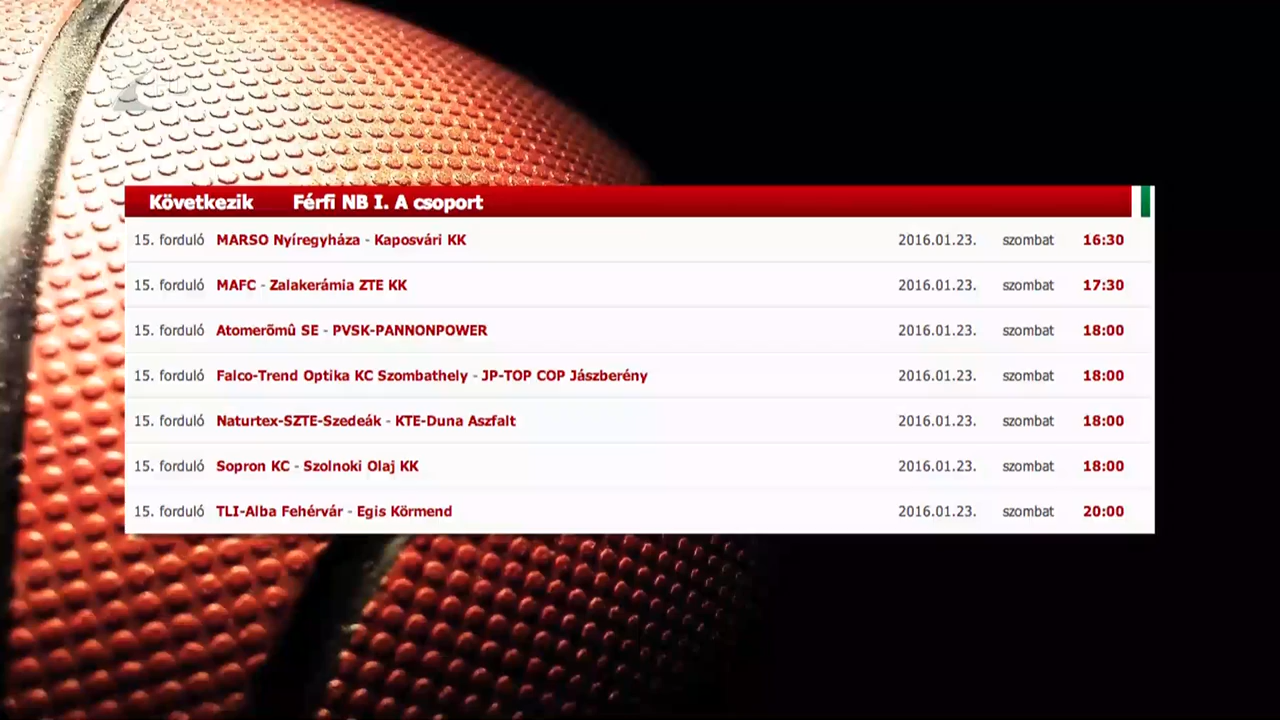 Következik Férfi NB I. A csoport
15. forduló MARSO Nyíregyháza - Kaposvári KK 2016.01.23. szombat 16:30
15. forduló MAFC - Zalakerámia ZTE KK 2016.01.23. szombat 17:30
15. forduló Atomerõmû SE - PVSK-PANNONPOWER 2016.01.23. szombat 18:00
15. forduló Falco-Trend Optika KC Szombathely - JP-TOP COP Jászberény 2016.01.23. szombat 18:00
15. forduló Naturtex-SZTE-Szedeák - KTE-Duna Aszfalt 2016.01.23. szombat 18:00
15. forduló Sopron KC - Szolnoki Olaj KK 2016.01.23. szombat 18:00
15. forduló TLI-Alba Fehérvár - Egis Körmend 2016.01.23. szombat 20:00